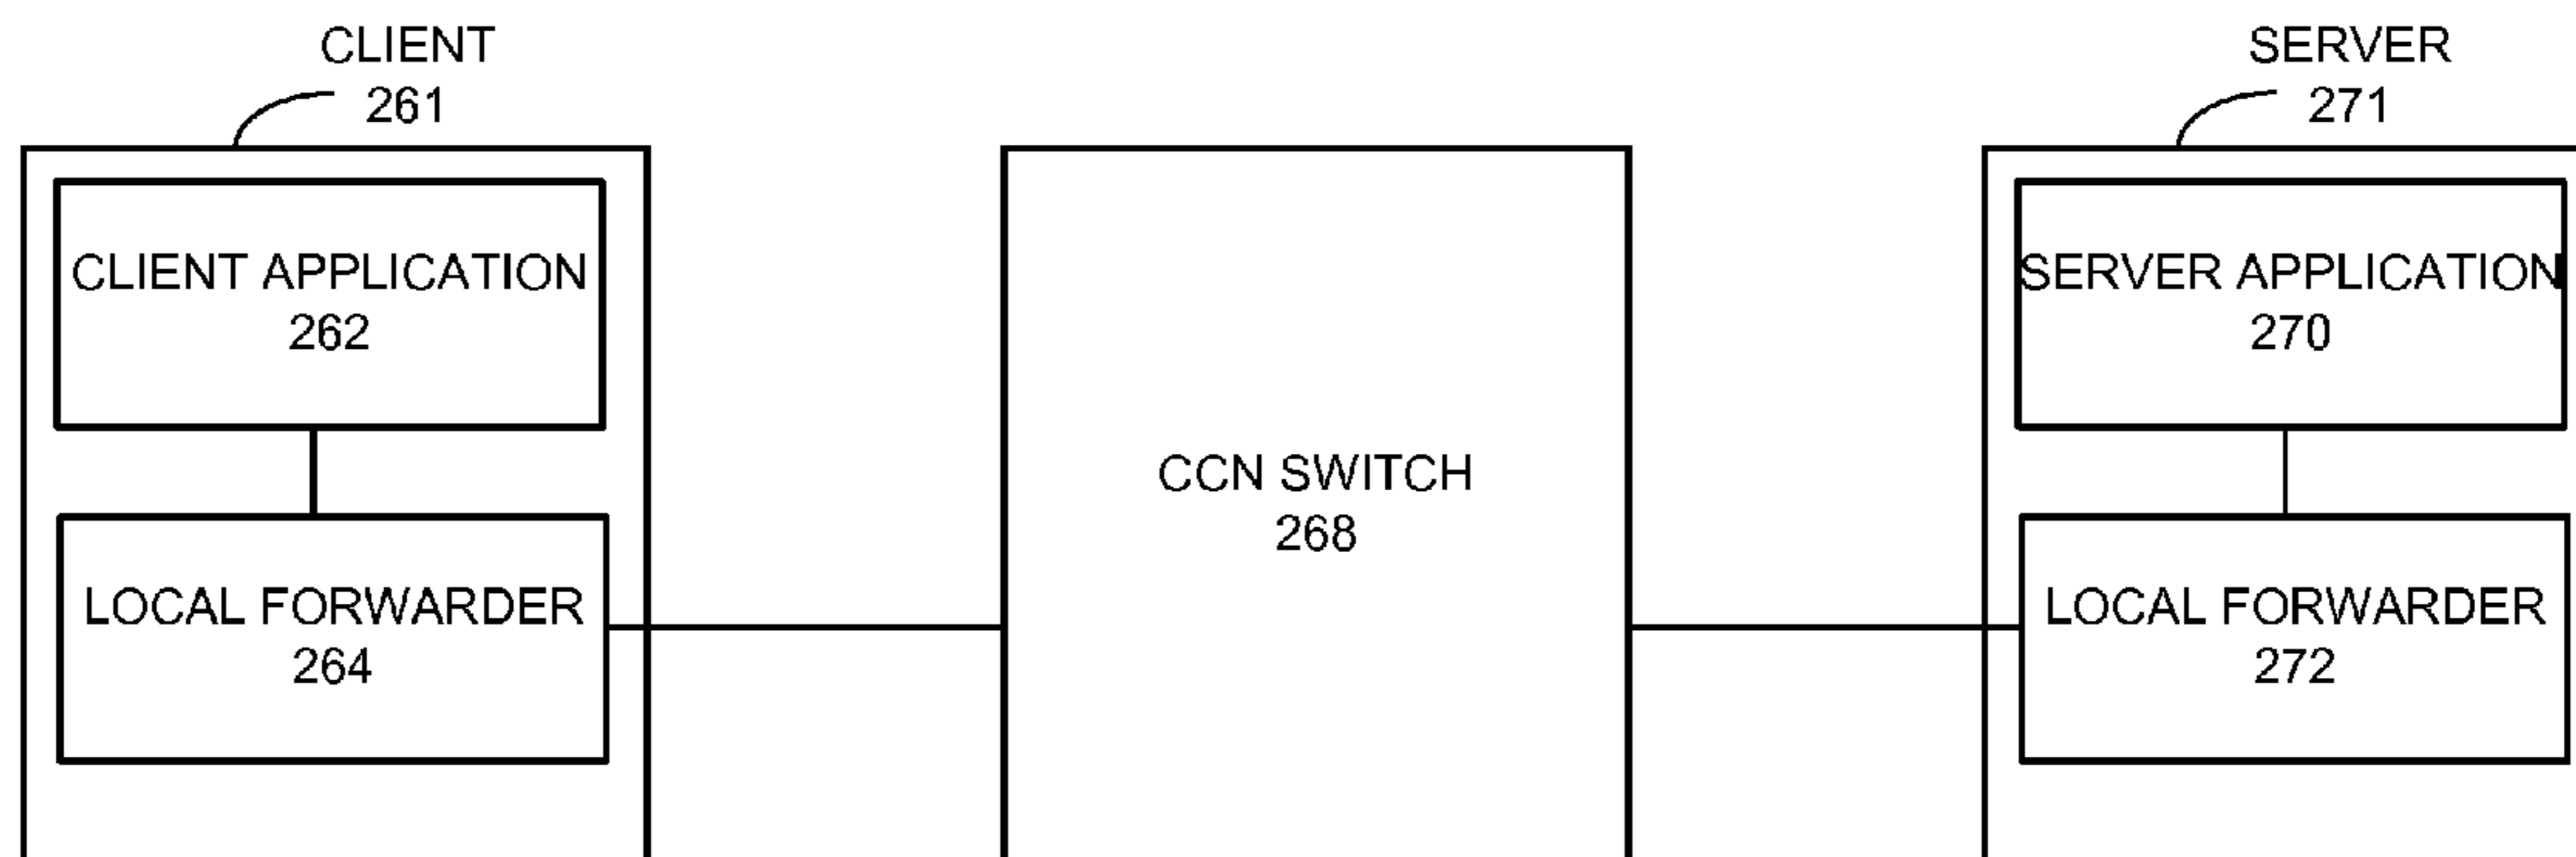 CLIENT
261
CLIENT APPLICATION
262
LOCAL FORWARDER
264
CCN SWITCH
268
SERVER
271
SERVER APPLICATION
270
LOCAL FORWARDER
272